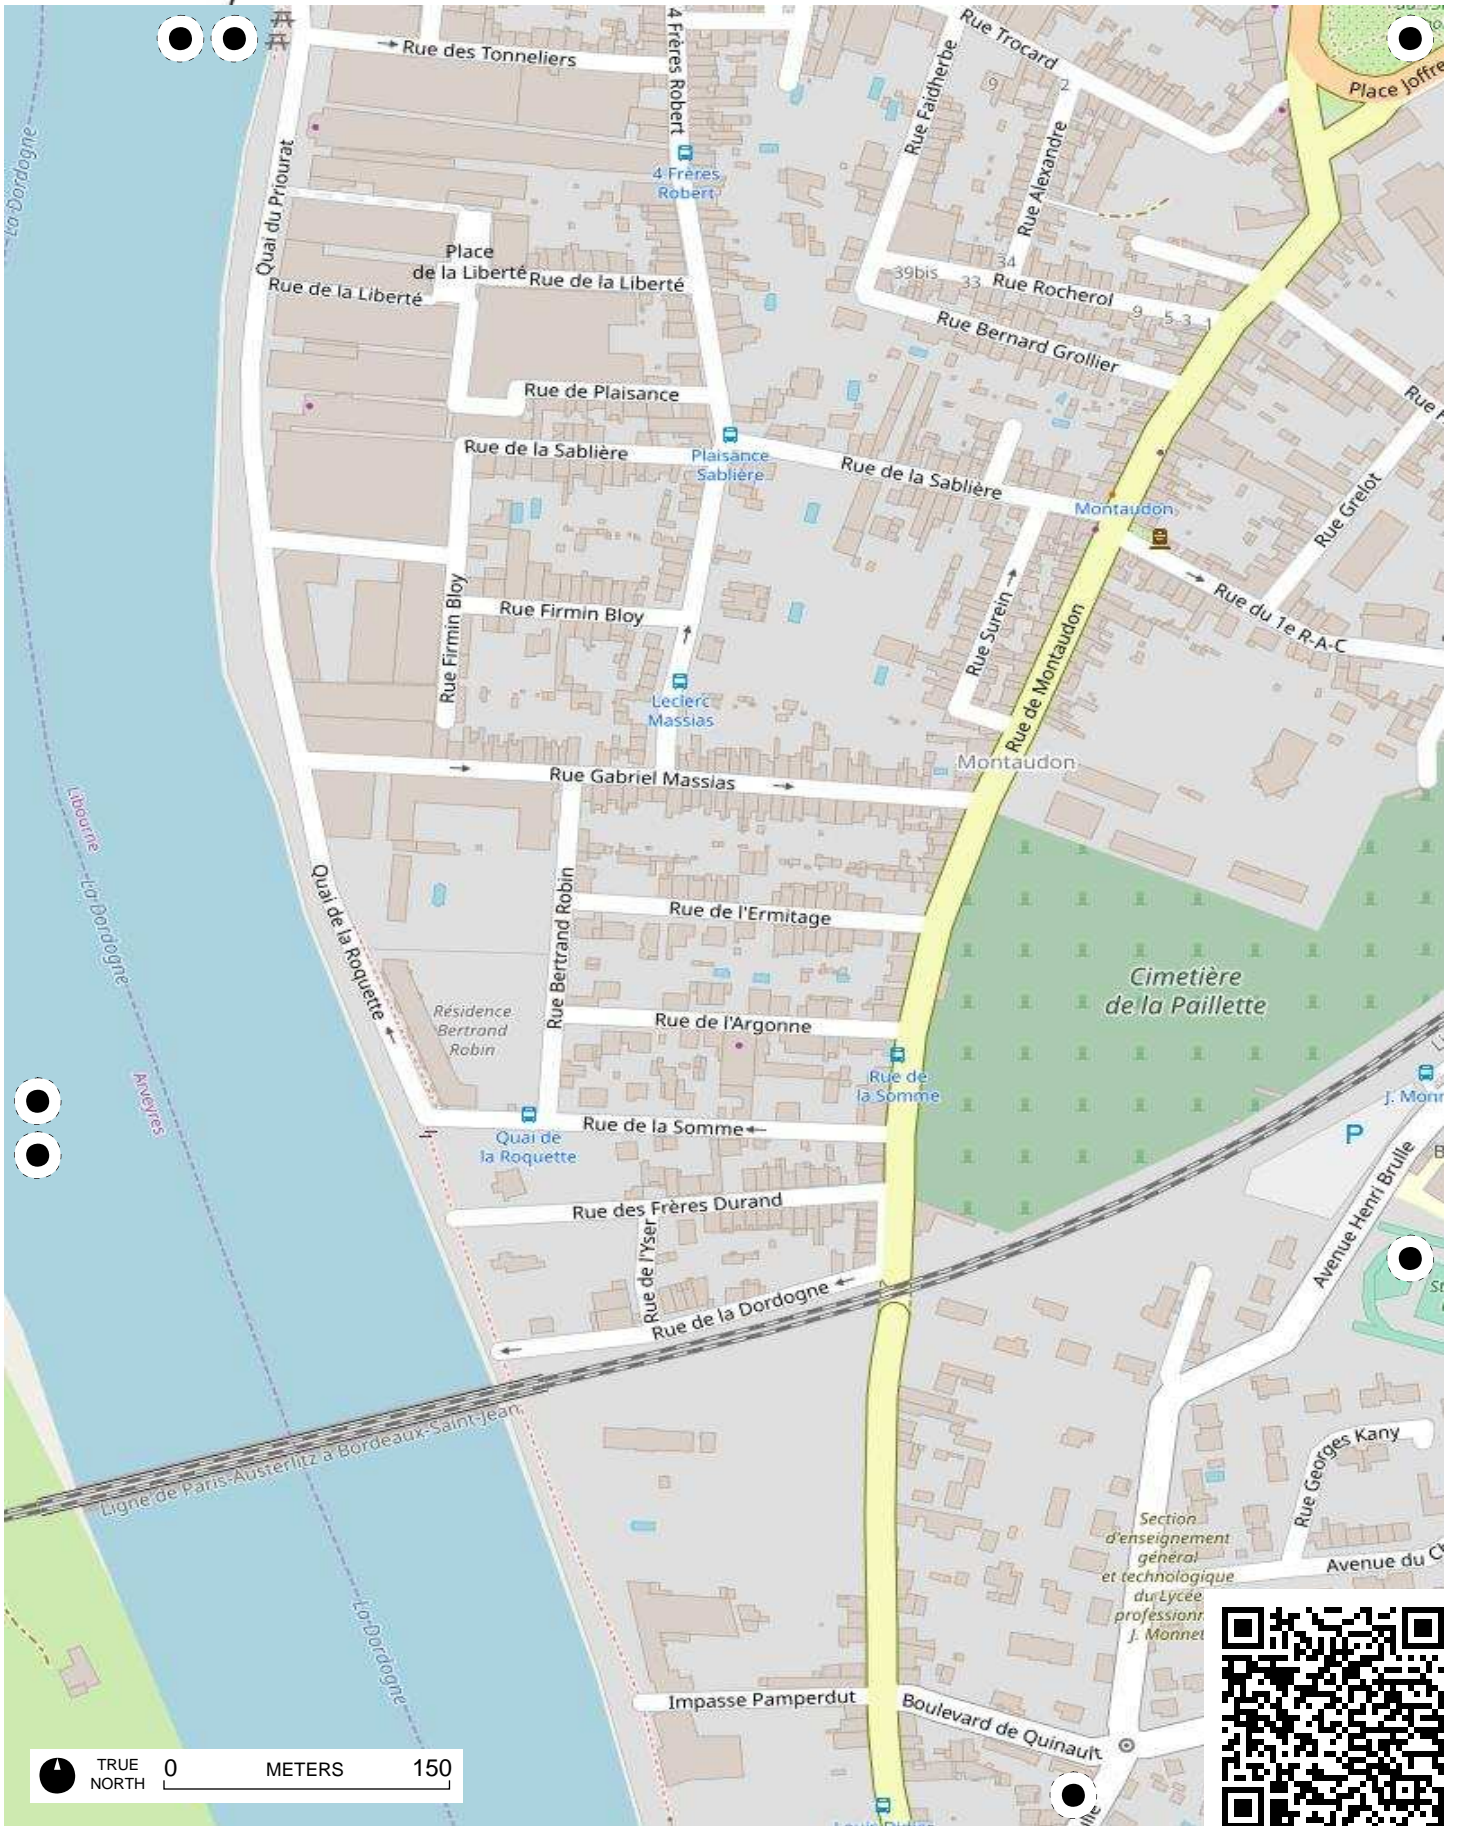 Rue des Tonneliers
4 Frères Robert
Rue Faidherbe
Rue Trocard
9
2
Rue Alexandre
Place Joffre
La Dordogne
Quai du Priourat
4 Frères
Robert
Place
de la Liberté
Rue de la Liberté
Rue de la Liberté
39bis
33
34
Rue Rocherol
9
5
3
1
Rue Bernard Grollier
Rue de Plaisance
Rue de la Sablière
Plaisance
Sablière
Rue de la Sablière
Montaudon
Rue
Rue Grelot
Rue du 1e R-A-C
Rue Firmin Bloy
Rue Firmin Bloy
Rue Surein
Rue de Montaudon
Leclerc
Massias
Montaudon
Rue Gabriel Massias
Libourne
La Dordogne
Arveyres
Quai de la Roquette
Rue Bertrand Robin
Rue de l'Ermitage
Cimetière
de la Paillette
Résidence
Bertrand
Robin
Rue de l'Argonne
Rue de
la Somme
Quai de
la Roquette
Rue de la Somme
P
Avenue Henri Brulle
Rue des Frères Durand
Rue de l'Yser
Rue de la Dordogne
Ligne de Paris-Austerlitz à Bordeaux-Saint-Jean
Rue Georges Kany
Section
d'enseignement
général
et technologique
du Lycée
professionn
J. Monnet
Avenue du
La Dordogne
Impasse Pamperdut
Boulevard de Quinault
TRUE
NORTH
0 METERS 150